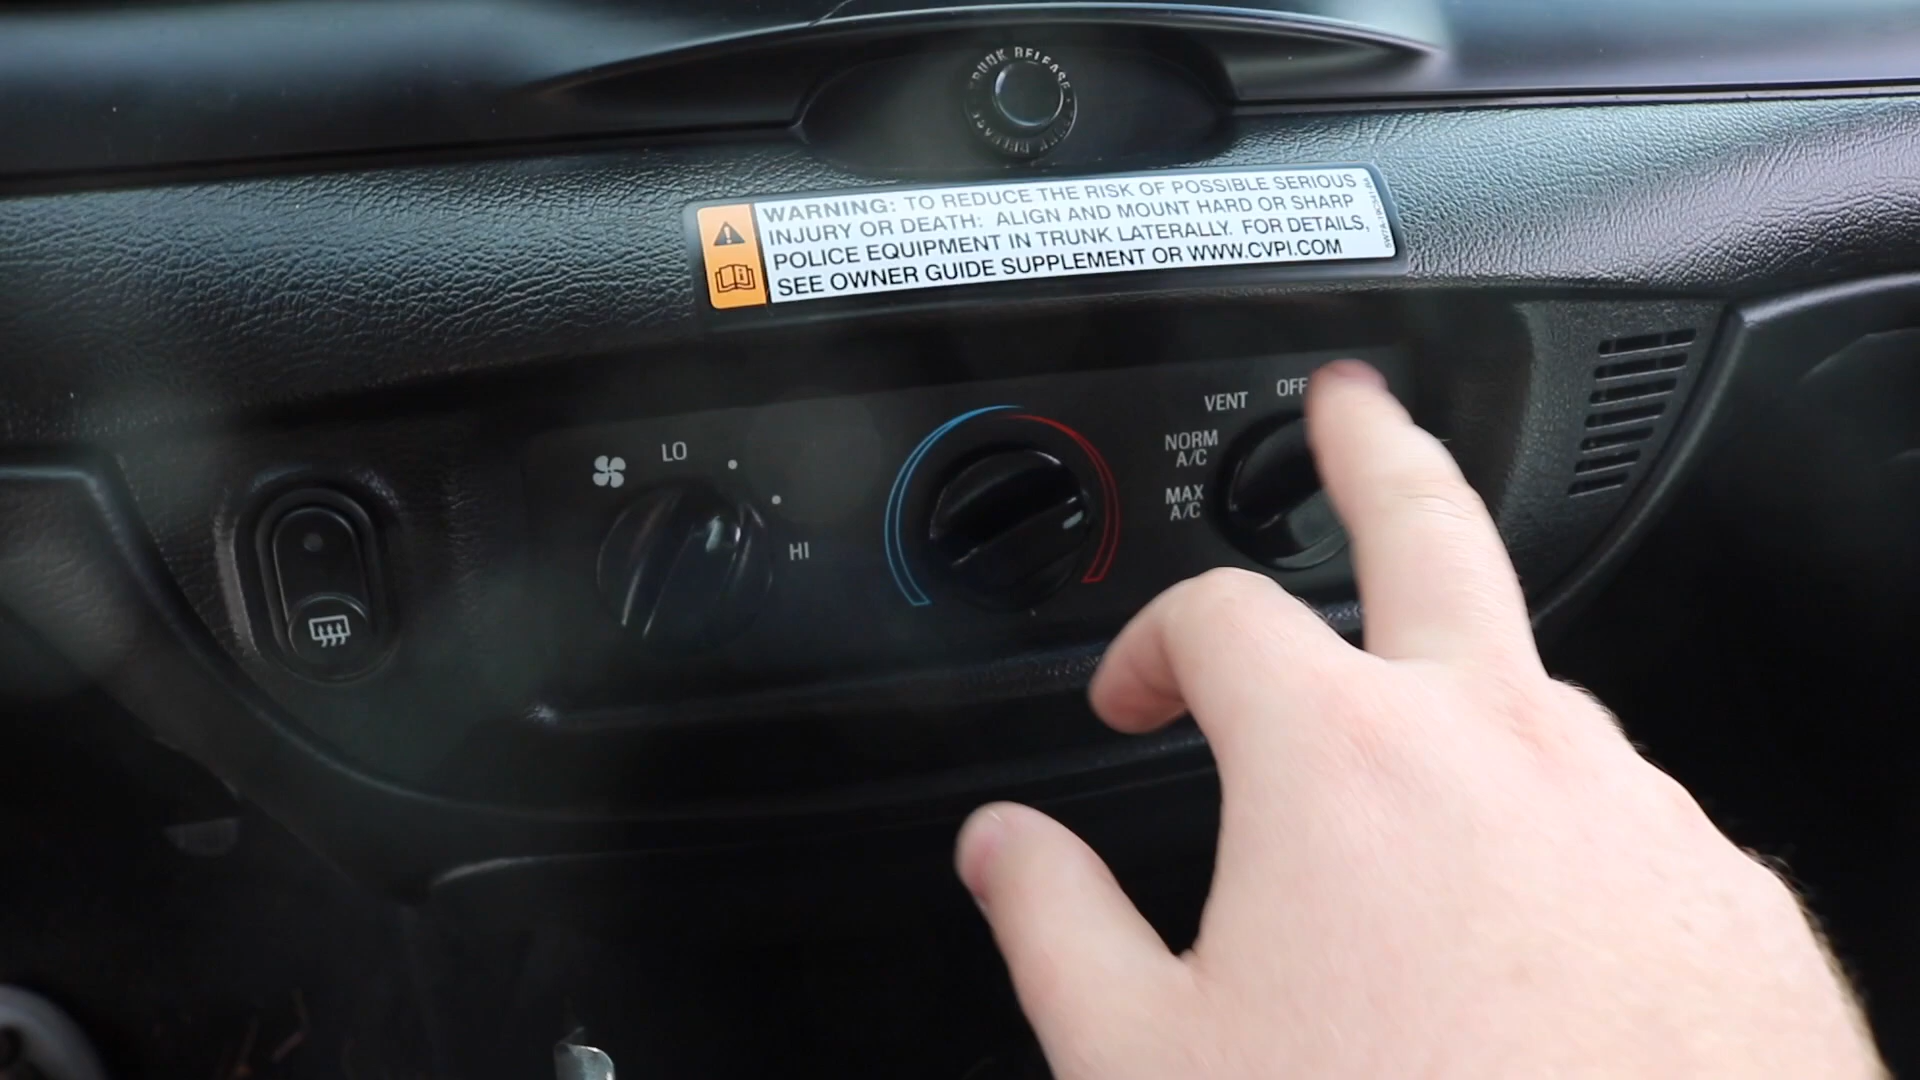 TRUNK RELEASE
WARNING: TO REDUCE THE RISK OF POSSIBLE SERIOUS
INJURY OR DEATH: ALIGN AND MOUNT HARD OR SHARP
POLICE EQUIPMENT IN TRUNK LATERALLY. FOR DETAILS,
SEE OWNER GUIDE SUPPLEMENT OR WWW.CVPI.COM
LO
HI
OFF
VENT
NORM
A/C
MAX
A/C